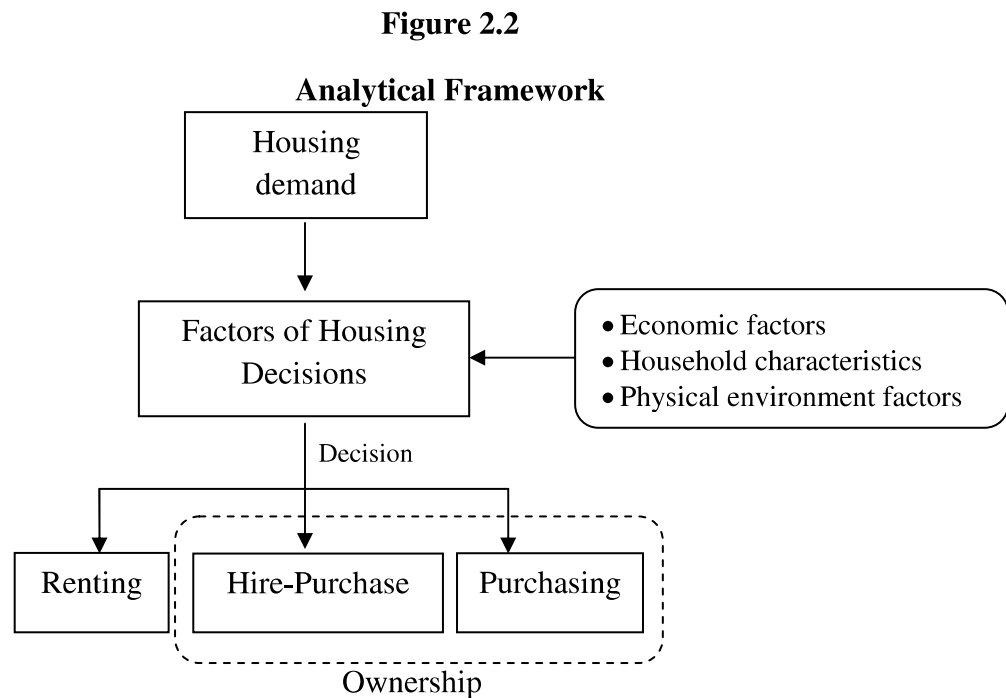 Figure 2.2
Analytical Framework
Housing
demand
Factors of Housing
Decisions
• Economic factors
• Household characteristics
• Physical environment factors
Decision
Renting
Hire-Purchase
Purchasing
Ownership